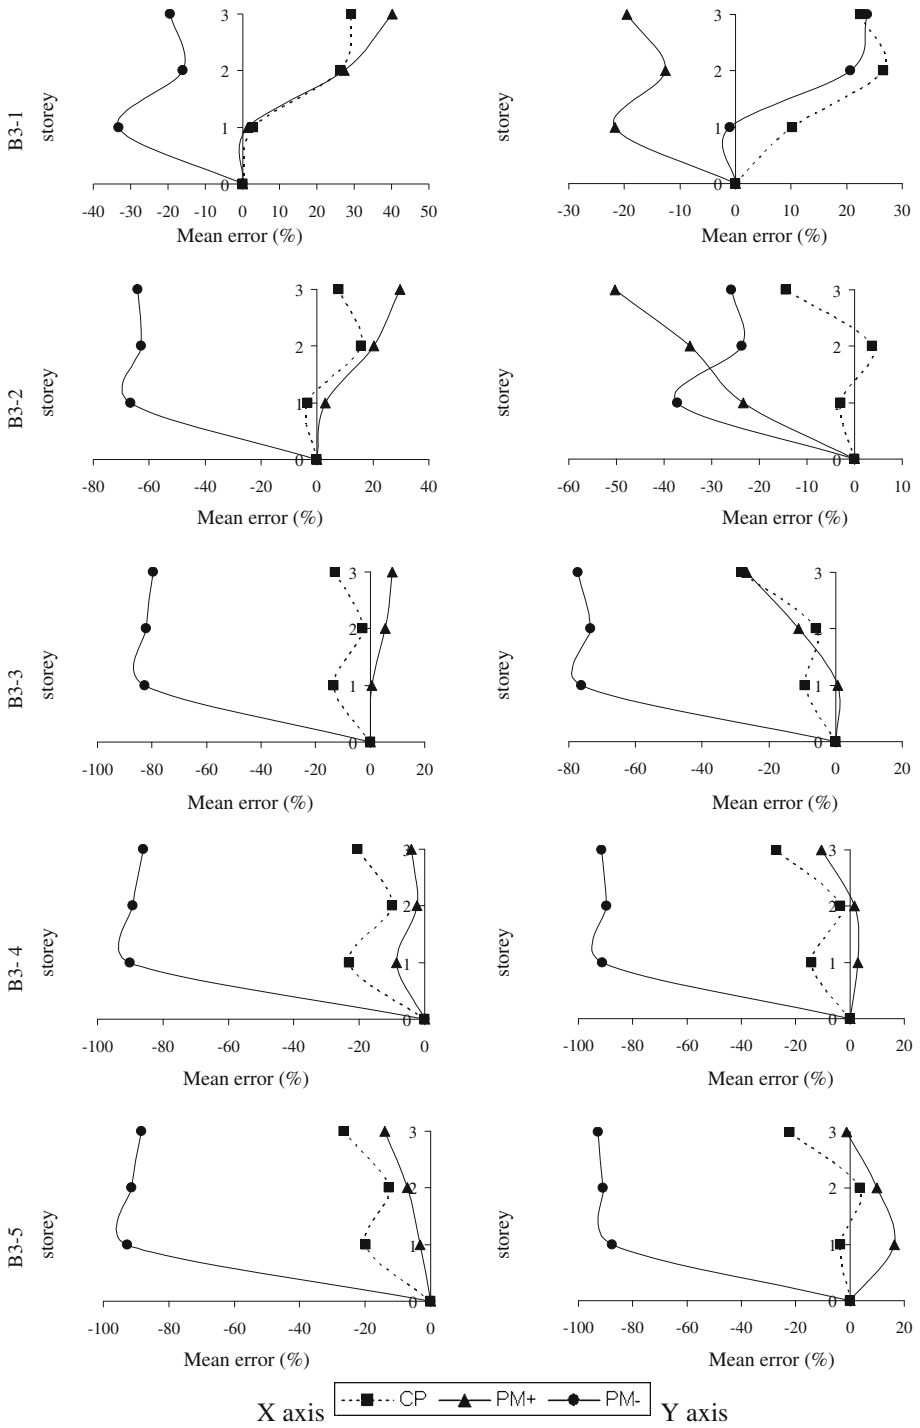 B3-1
storey
3
2
1
0
-40 -30 -20 -10 0 10 20 30 40 50
Mean error (%)
storey
3
2
1
0
-30 -20 -10 0 10 20 30
Mean error (%)
B3-2
storey
3
2
1
0
-80 -60 -40 -20 0 20 40
Mean error (%)
storey
3
2
1
0
-60 -50 -40 -30 -20 -10 0 10
Mean error (%)
B3-3
storey
3
2
1
0
-100 -80 -60 -40 -20 0 20
Mean error (%)
storey
3
2
1
0
-80 -60 -40 -20 0 20
Mean error (%)
B3- 4
storey
3
2
1
0
-100 -80 -60 -40 -20 0
Mean error (%)
storey
3
2
1
0
-100 -80 -60 -40 -20 0 20
Mean error (%)
B3-5
storey
3
2
1
0
-100 -80 -60 -40 -20 0
Mean error (%)
storey
3
2
1
0
-100 -80 -60 -40 -20 0 20
Mean error (%)
X axis CP PM+ PM- Y axis